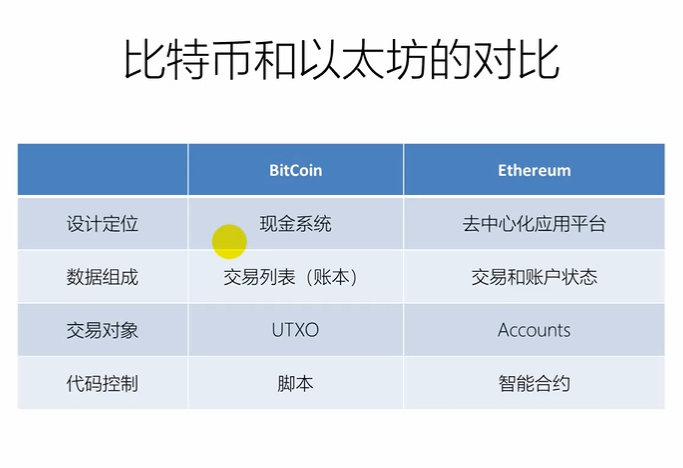 比特币和以太坊的对比
BitCoin Ethereum
设计定位 现金系统 去中心化应用平台
数据组成 交易列表（账本） 交易和账户状态
交易对象 UTXO Accounts
代码控制 脚本 智能合约